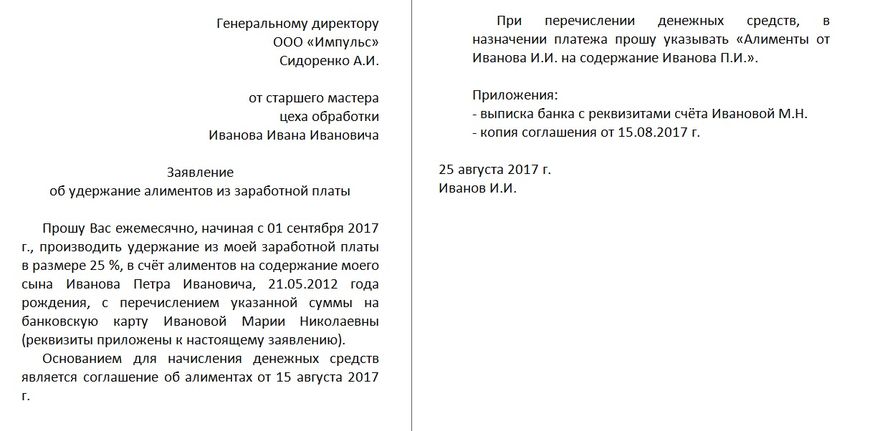 Генеральному директору
ООО «Импульс»
Сидоренко А.И.
от старшего мастера
цеха обработки
Иванова Ивана Ивановича
Заявление
об удержание алиментов из заработной платы
Прошу Вас ежемесячно, начиная с 01 сентября 2017
г., производить удержание из моей заработной платы
в размере 25 %, в счёт алиментов на содержание моего
сына Иванова Петра Ивановича, 21.05.2012 года
рождения, с перечислением указанной суммы на
банковскую карту Ивановой Марии Николаевны
(реквизиты приложены к настоящему заявлению).
Основанием для начисления денежных средств
является соглашение об алиментах от 15 августа 2017
г.
При перечислении денежных средств, в
назначении платежа прошу указывать «Алименты от
Иванова И.И. на содержание Иванова П.И.».
Приложения:
- выписка банка с реквизитами счёта Ивановой М.Н.
- копия соглашения от 15.08.2017 г.
25 августа 2017 г.
Иванов И.И.